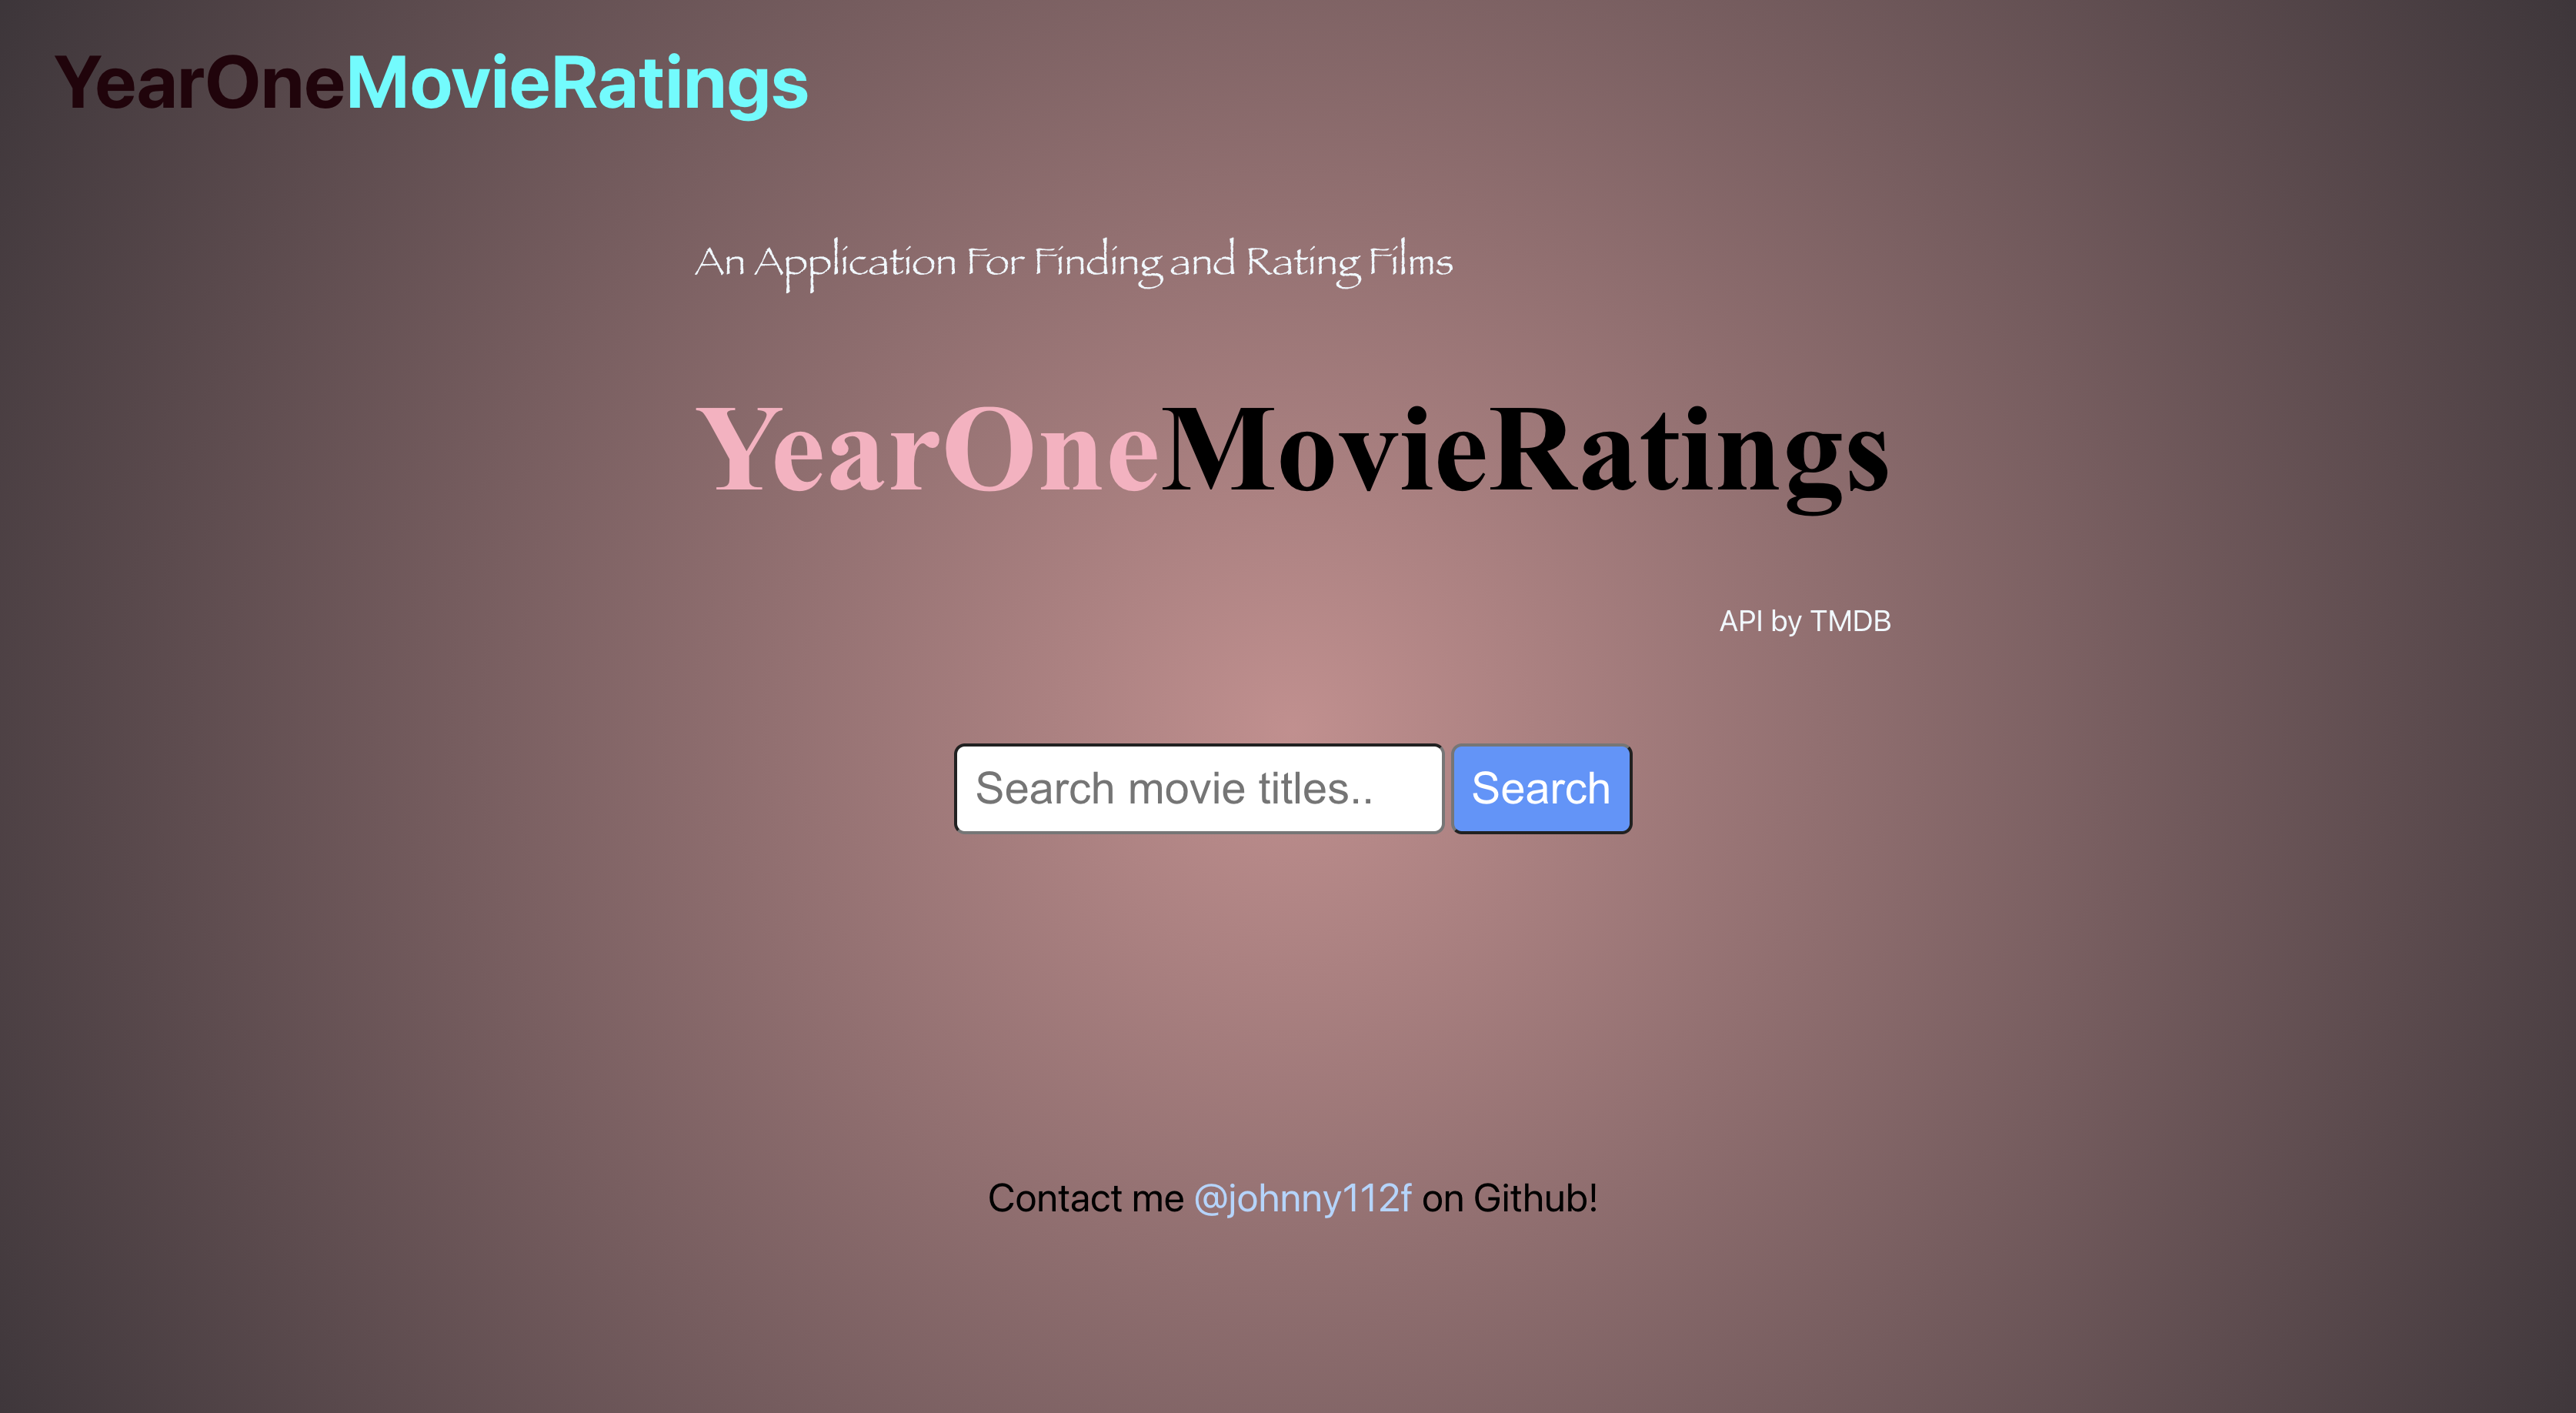 YearOneMovieRatings
An Application For Finding and Rating Films
YearOneMovieRatings
API by TMDB
Search movie titles..
Search
Contact me @johnny112f on Github!